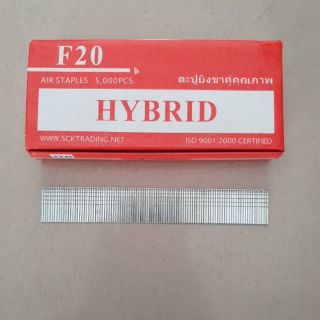 F20
AIR STAPLES 5,000PCS.
ตะปูยิงขาคู่คุณภาพ
HYBRID
WWW.SCKTRADING.NET
ISO 9001:2000 CERTIFIED